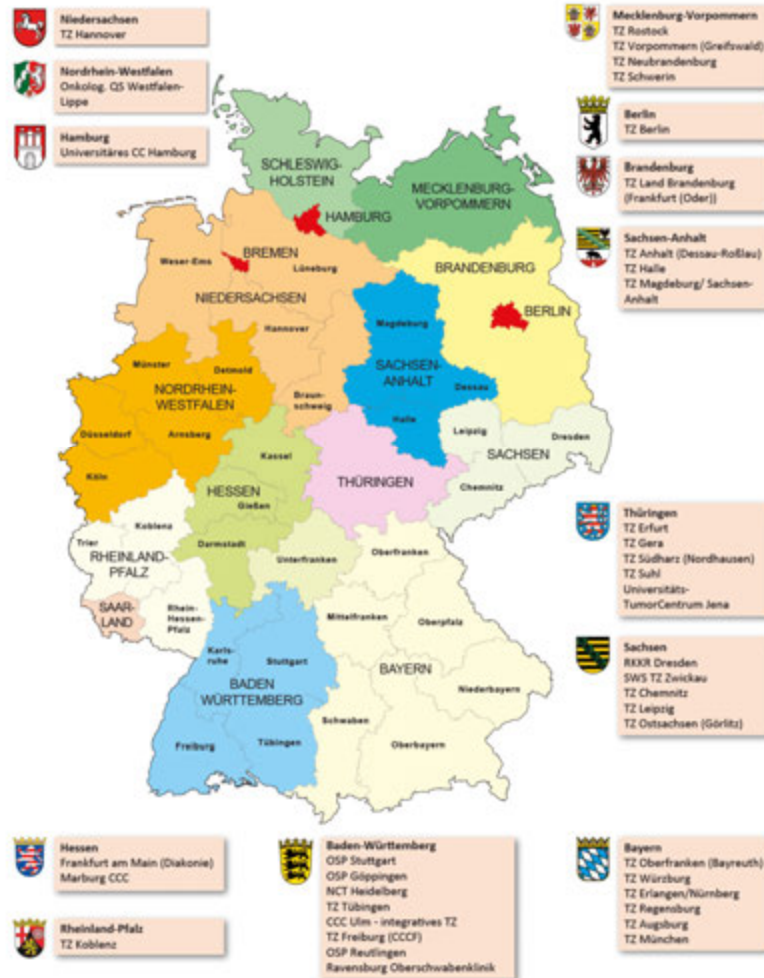 Niedersachsen
TZ Hannover
Nordrhein-Westfalen
Onkolog. QS Westfalen-
Lippe
Hamburg
Universitäres CC Hamburg
Mecklenburg-Vorpommern
TZ Rostock
TZ Vorpommern (Greifswald)
TZ Neubrandenburg
TZ Schwerin
Berlin
TZ Berlin
Brandenburg
TZ Land Brandenburg
(Frankfurt (Oder))
Sachsen-Anhalt
TZ Anhalt (Dessau-Roßlau)
TZ Halle
TZ Magdeburg/ Sachsen-
Anhalt
SCHLESWIG-
HOLSTEIN
MECKLENBURG-
VORPOMMERN
HAMBURG
BREMEN
Weser-Ems
Lüneburg
BRANDENBURG
NIEDERSACHSEN
BERLIN
Hannover
Magdeburg
Münster
Detmold
SACHSEN-
ANHALT
Dessau
NORDRHEIN-
WESTFALEN
Braun-
schweig
Halle
Leipzig
Dresden
Düsseldorf
Arnsberg
Kassel
SACHSEN
Köln
HESSEN
THÜRINGEN
Chemnitz
Gießen
Koblenz
Trier
Darmstadt
Unterfranken
Oberfranken
RHEINLAND-
PFALZ
SAAR-
LAND
Rhein-
Hessen-
Pfalz
Mittelfranken
Oberpfalz
Karls-
ruhe
Stuttgart
BAYERN
BADEN
WÜRTTEMBERG
Niederbayern
Schwaben
Freiburg
Tübingen
Oberbayern
Thüringen
TZ Erfurt
TZ Gera
TZ Südharz (Nordhausen)
TZ Suhl
Universitäts-
TumorCentrum Jena
Sachsen
RKKR Dresden
SWS TZ Zwickau
TZ Chemnitz
TZ Leipzig
TZ Ostsachsen (Görlitz)
Hessen
Frankfurt am Main (Diakonie)
Marburg CCC
Rheinland-Pfalz
TZ Koblenz
Baden-Württemberg
OSP Stuttgart
OSP Göppingen
NCT Heidelberg
TZ Tübingen
CCC Ulm - integratives TZ
TZ Freiburg (CCCF)
OSP Reutlingen
Ravensburg Oberschwabenklinik
Bayern
TZ Oberfranken (Bayreuth)
TZ Würzburg
TZ Erlangen/Nürnberg
TZ Regensburg
TZ Augsburg
TZ München